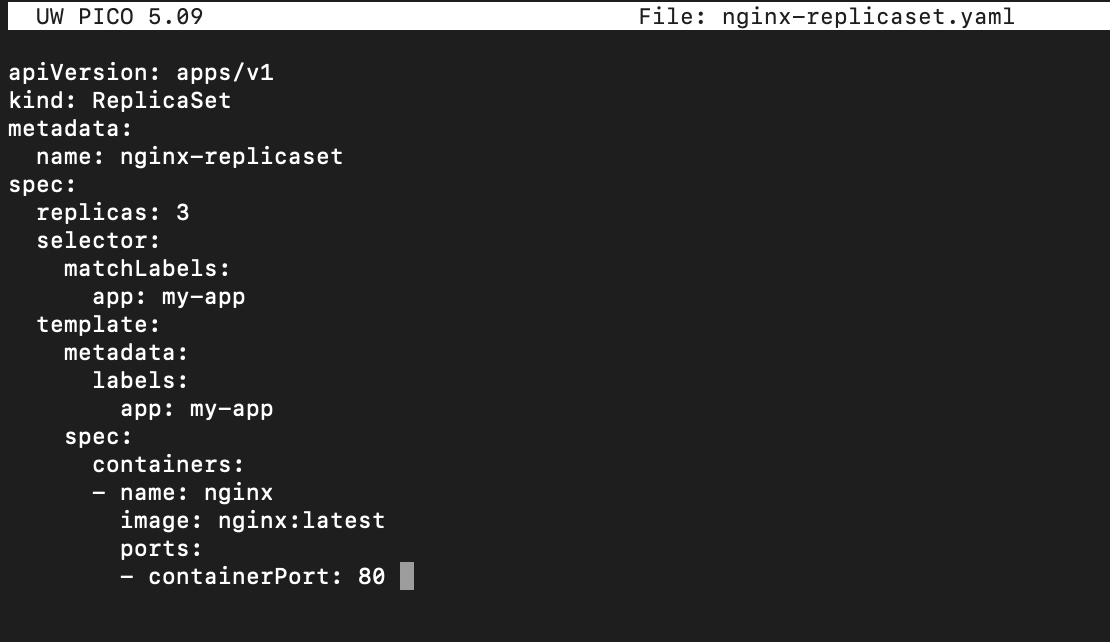 UW PICO 5.09 File: nginx-replicaset.yaml
apiVersion: apps/v1
kind: ReplicaSet
metadata:
  name: nginx-replicaset
spec:
  replicas: 3
  selector:
    matchLabels:
      app: my-app
  template:
    metadata:
      labels:
        app: my-app
    spec:
      containers:
      - name: nginx
        image: nginx:latest
        ports:
        - containerPort: 80